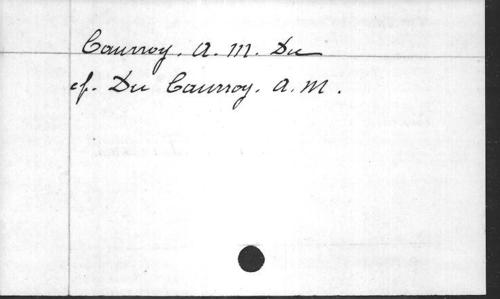 Caurroy, A. M. Du
cf. Du Caurroy, A. M.